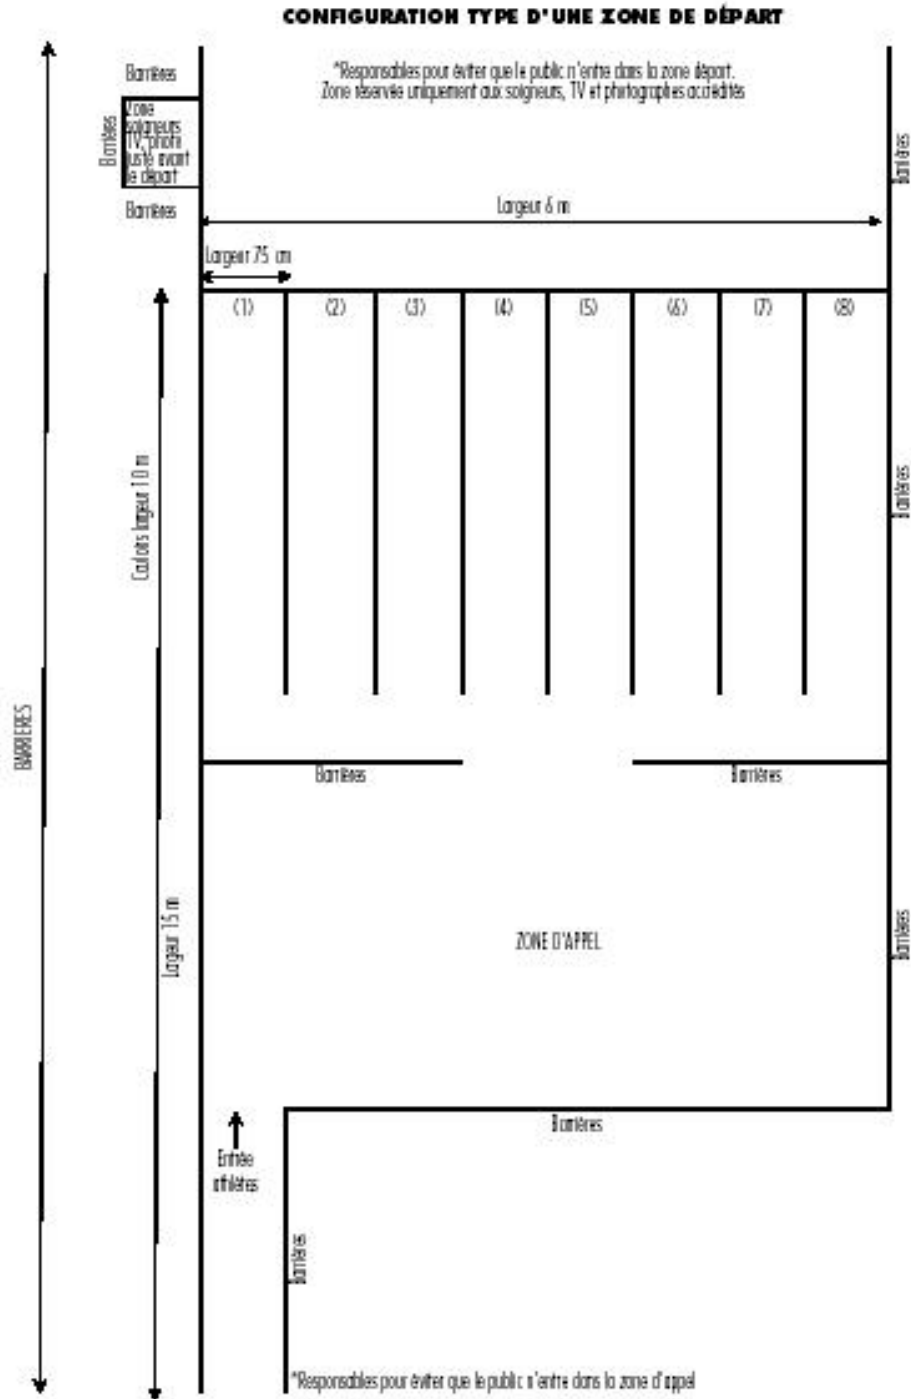 CONFIGURATION TYPE D'UNE ZONE DE DÉPART
Barrières
*Responsables pour éviter que le public n'entre dans la zone départ.
Zone réservée uniquement aux soigneurs, TV et photographes accrédités
Barrières
Zone
soigneurs
TV, photo
juste avant
le départ
Barrières
Barrières
Largeur 6 m
Largeur 75 cm
(1) (2) (3) (4) (5) (6) (7) (8)
Couloirs largeur 10 m
Barrières
BARRIERES
Barrières
Barrières
Largeur 15 m
ZONE D'APPEL
Barrières
Barrières
Entrée
athlètes
Barrières
*Responsables pour éviter que le public n'entre dans la zone d'appel